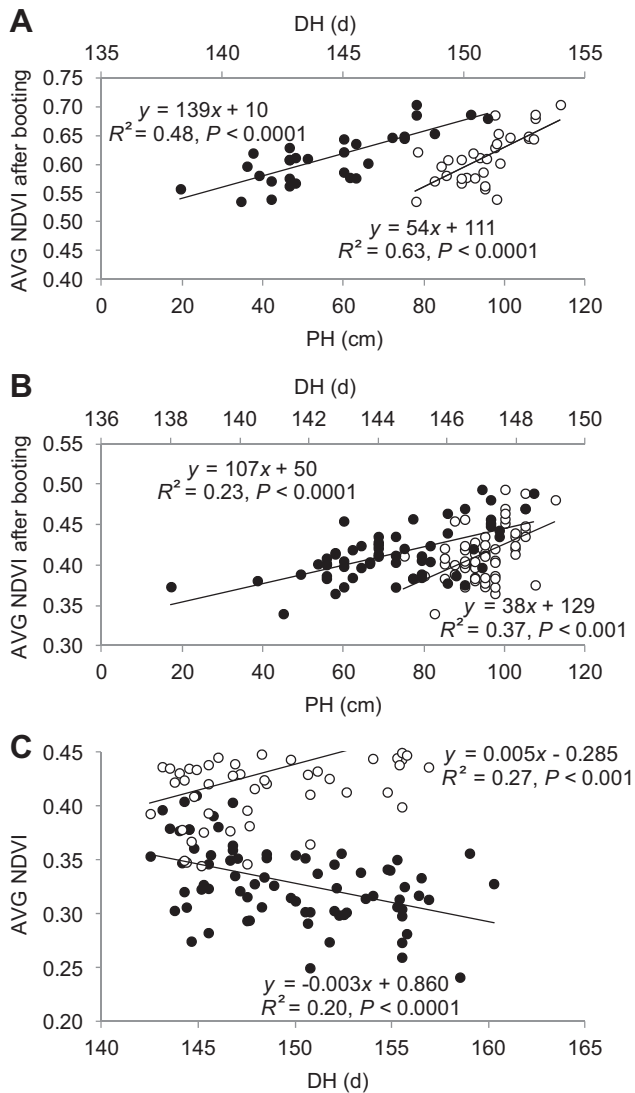 A
DH (d)
135 140 145 150 155
AVG NDVI after booting
0.75
0.70
0.65
0.60
0.55
0.50
0.45
0.40
y = 139x + 10
R² = 0.48, P < 0.0001
y = 54x + 111
R² = 0.63, P < 0.0001
0 20 40 60 80 100 120
PH (cm)
B
DH (d)
136 138 140 142 144 146 148 150
AVG NDVI after booting
0.55
0.50
0.45
0.40
0.35
0.30
y = 107x + 50
R² = 0.23, P < 0.0001
y = 38x + 129
R² = 0.37, P < 0.001
0 20 40 60 80 100 120
PH (cm)
C
AVG NDVI
0.45
0.40
0.35
0.30
0.25
0.20
y = 0.005x - 0.285
R² = 0.27, P < 0.001
y = -0.003x + 0.860
R² = 0.20, P < 0.0001
140 145 150 155 160 165
DH (d)